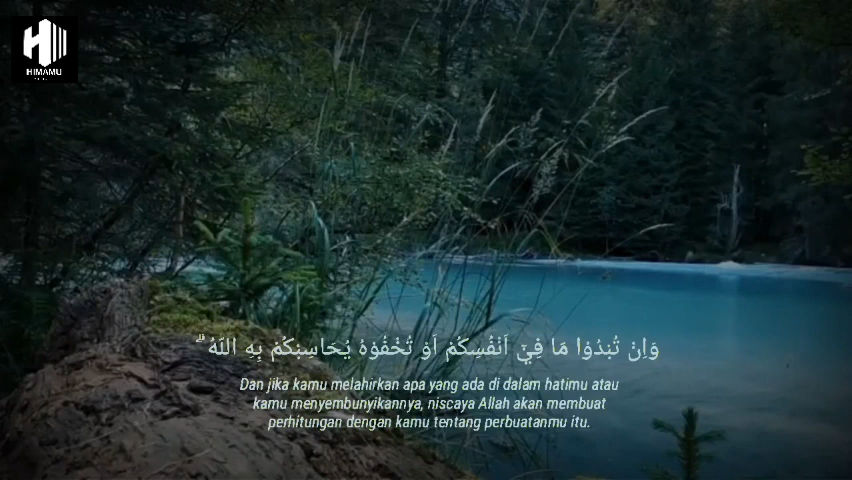 HIMAMU
وَاِنْ تُبْدُوْا مَا فِيْٓ اَنْفُسِكُمْ اَوْ تُخْفُوْهُ يُحَاسِبْكُمْ بِهِ اللّٰهُ ۗ
Dan jika kamu melahirkan apa yang ada di dalam hatimu atau
kamu menyembunyikannya, niscaya Allah akan membuat
perhitungan dengan kamu tentang perbuatanmu itu.